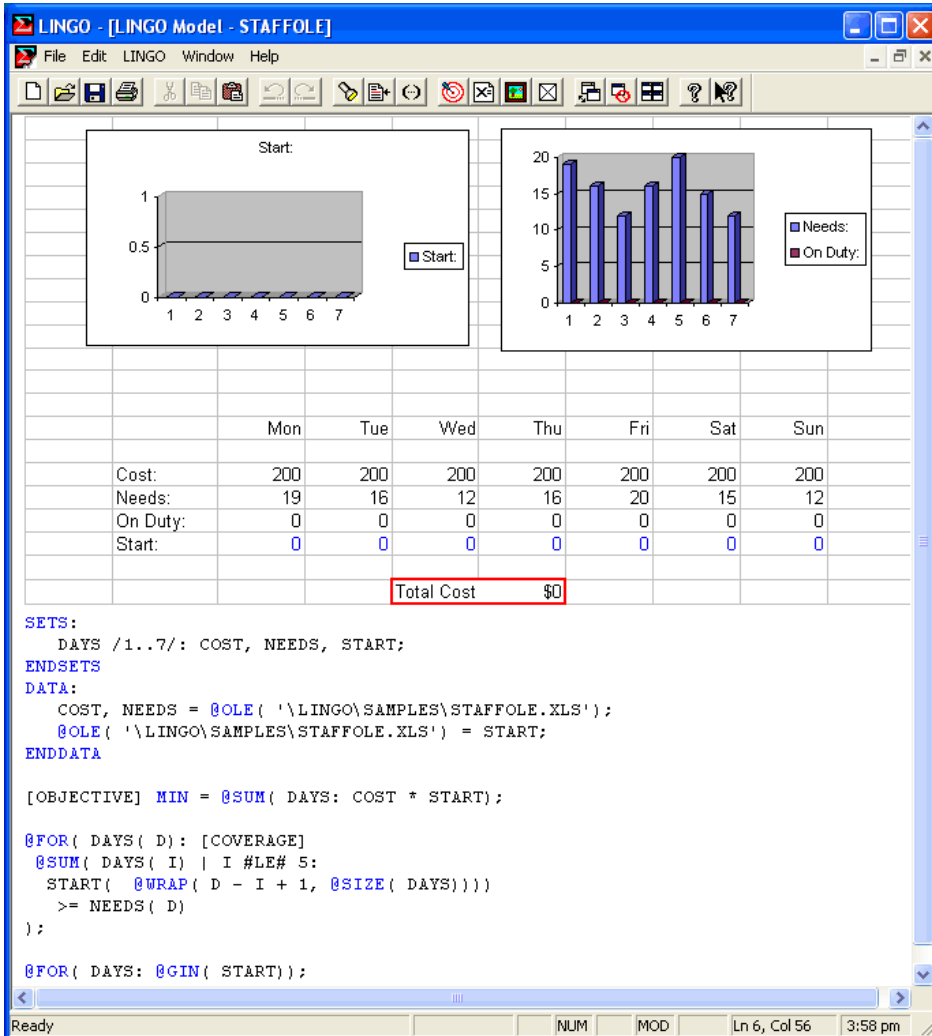 LINGO - [LINGO Model - STAFFOLE]
File Edit LINGO Window Help
Start:
1
0.5
0
1 2 3 4 5 6 7
Start:
20
15
10
5
0
1 2 3 4 5 6 7
Needs:
On Duty:
Mon Tue Wed Thu Fri Sat Sun
Cost: 200 200 200 200 200 200 200
Needs: 19 16 12 16 20 15 12
On Duty: 0 0 0 0 0 0 0
Start: 0 0 0 0 0 0 0
Total Cost $0
SETS:
DAYS /1..7/: COST, NEEDS, START;
ENDSETS
DATA:
COST, NEEDS = @OLE( '\LINGO\SAMPLES\STAFFOLE.XLS');
@OLE( '\LINGO\SAMPLES\STAFFOLE.XLS') = START;
ENDDATA
[OBJECTIVE] MIN = @SUM( DAYS: COST * START);
@FOR( DAYS( D): [COVERAGE]
@SUM( DAYS( I) | I #LE# 5:
START( @WRAP( D - I + 1, @SIZE( DAYS))))
>= NEEDS( D)
);
@FOR( DAYS: @GIN( START));
Ready NUM MOD Ln 6, Col 56 3:58 pm